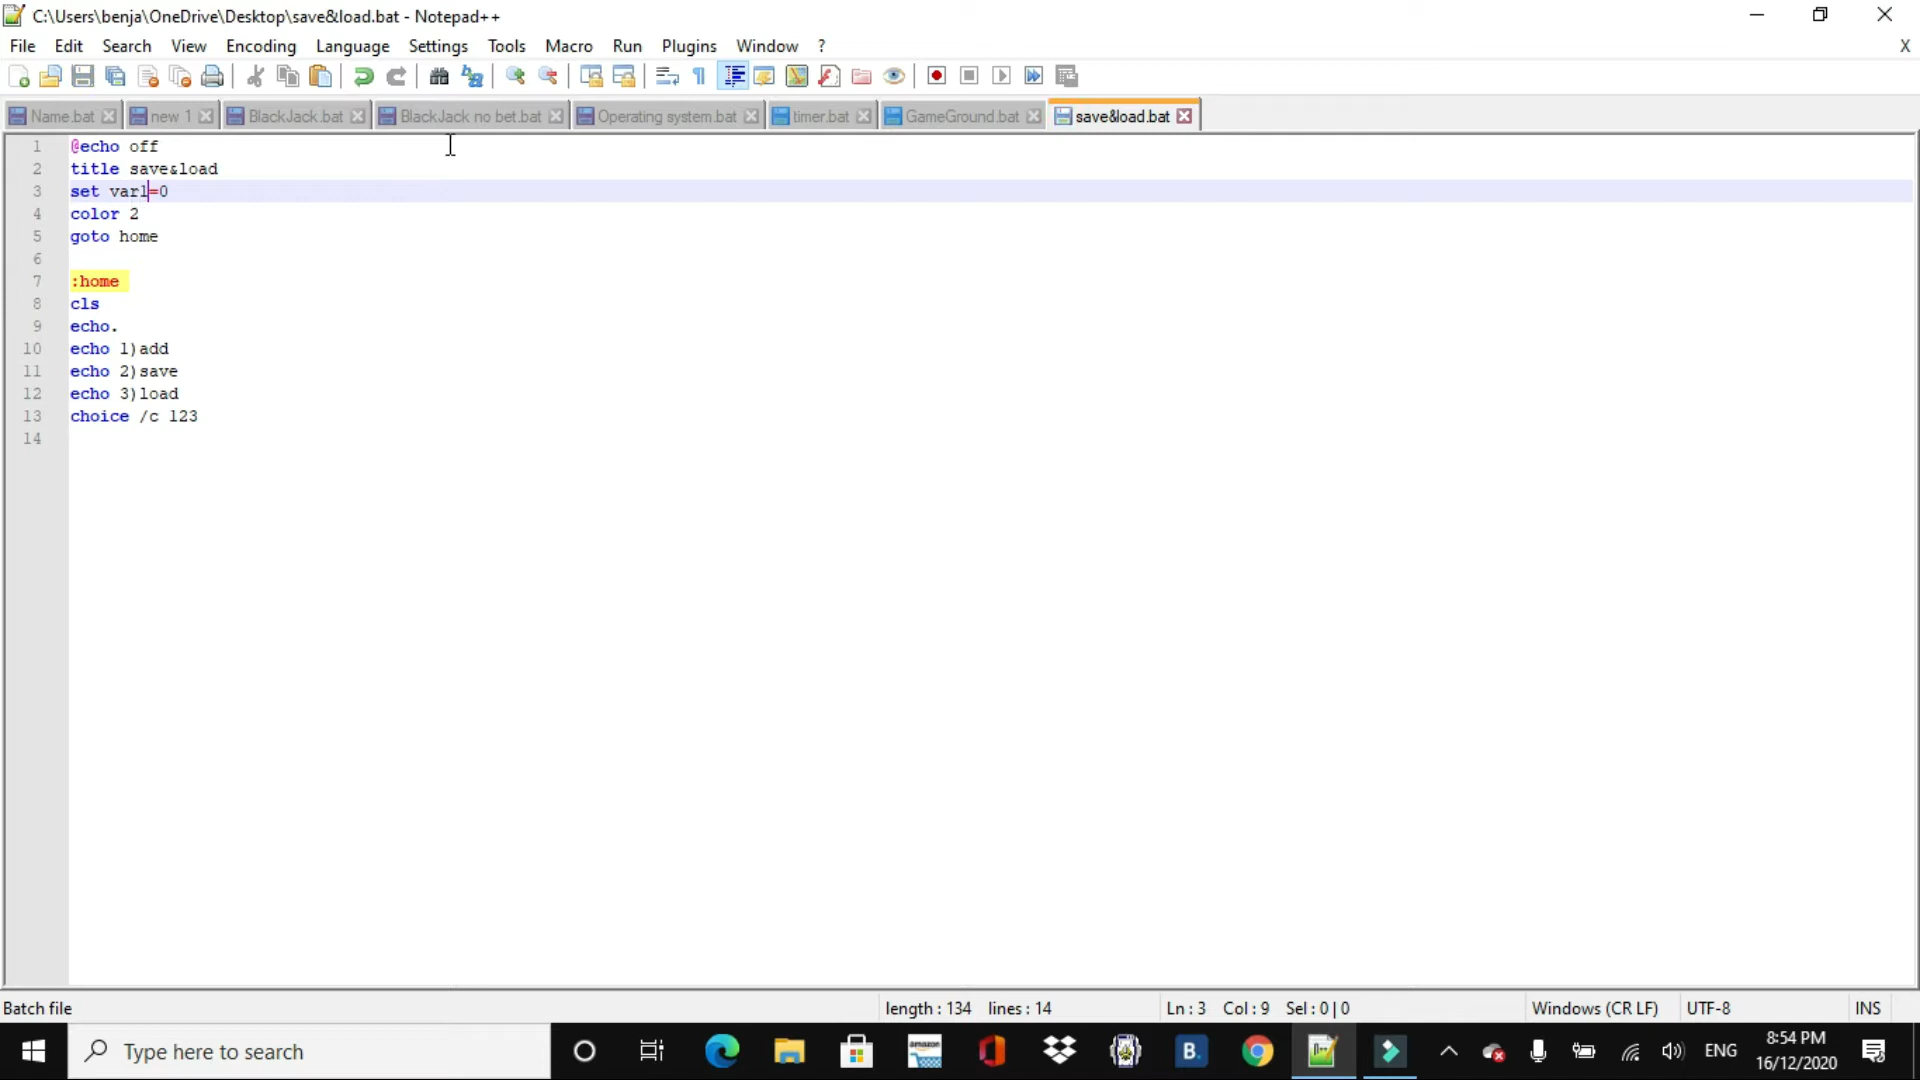 C:\Users\benja\OneDrive\Desktop\save&load.bat - Notepad++
File Edit Search View Encoding Language Settings Tools Macro Run Plugins Window ? X
Name.bat new 1 BlackJack.bat BlackJack no bet.bat Operating system.bat timer.bat GameGround.bat save&load.bat
1 @echo off
2 title save&load
3 set var1=0
4 color 2
5 goto home
6
7 :home
8 cls
9 echo.
10 echo 1)add
11 echo 2)save
12 echo 3)load
13 choice /c 123
14
Batch file length : 134 lines : 14 Ln : 3 Col : 9 Sel : 0 | 0 Windows (CR LF) UTF-8 INS
Type here to search amazon B. ENG 8:54 PM
16/12/2020